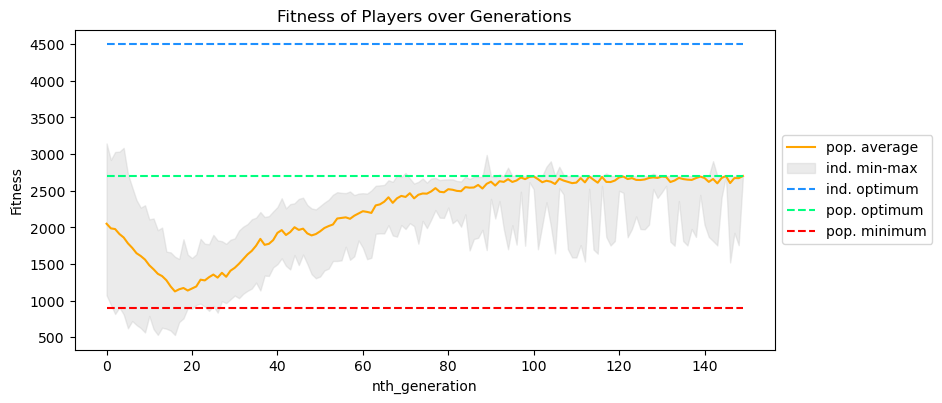 Fitness of Players over Generations
Fitness
4500
4000
3500
3000
2500
2000
1500
1000
500
0
20
40
60
80
100
120
140
nth_generation
pop. average
ind. min-max
ind. optimum
pop. optimum
pop. minimum